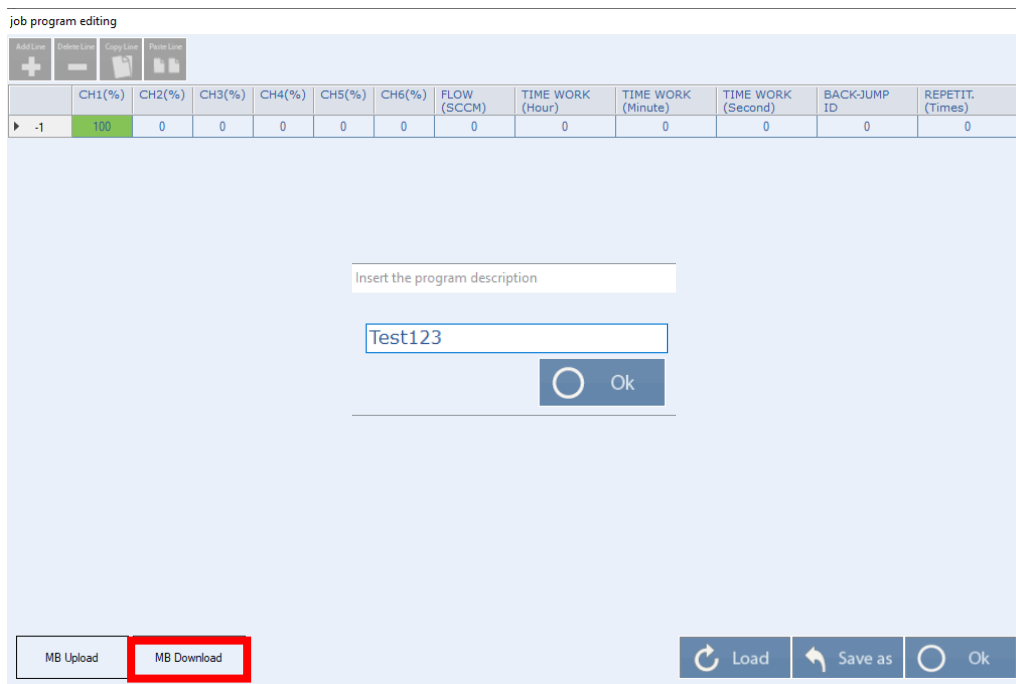 job program editing
Add Line Delete Line Copy Line Paste Line
CH1(%) CH2(%) CH3(%) CH4(%) CH5(%) CH6(%) FLOW (SCCM) TIME WORK (Hour) TIME WORK (Minute) TIME WORK (Second) BACK-JUMP ID REPETIT. (Times)
-1 100 0 0 0 0 0 0 0 0 0 0 0
Insert the program description
Test123
Ok
MB Upload MB Download Load Save as Ok